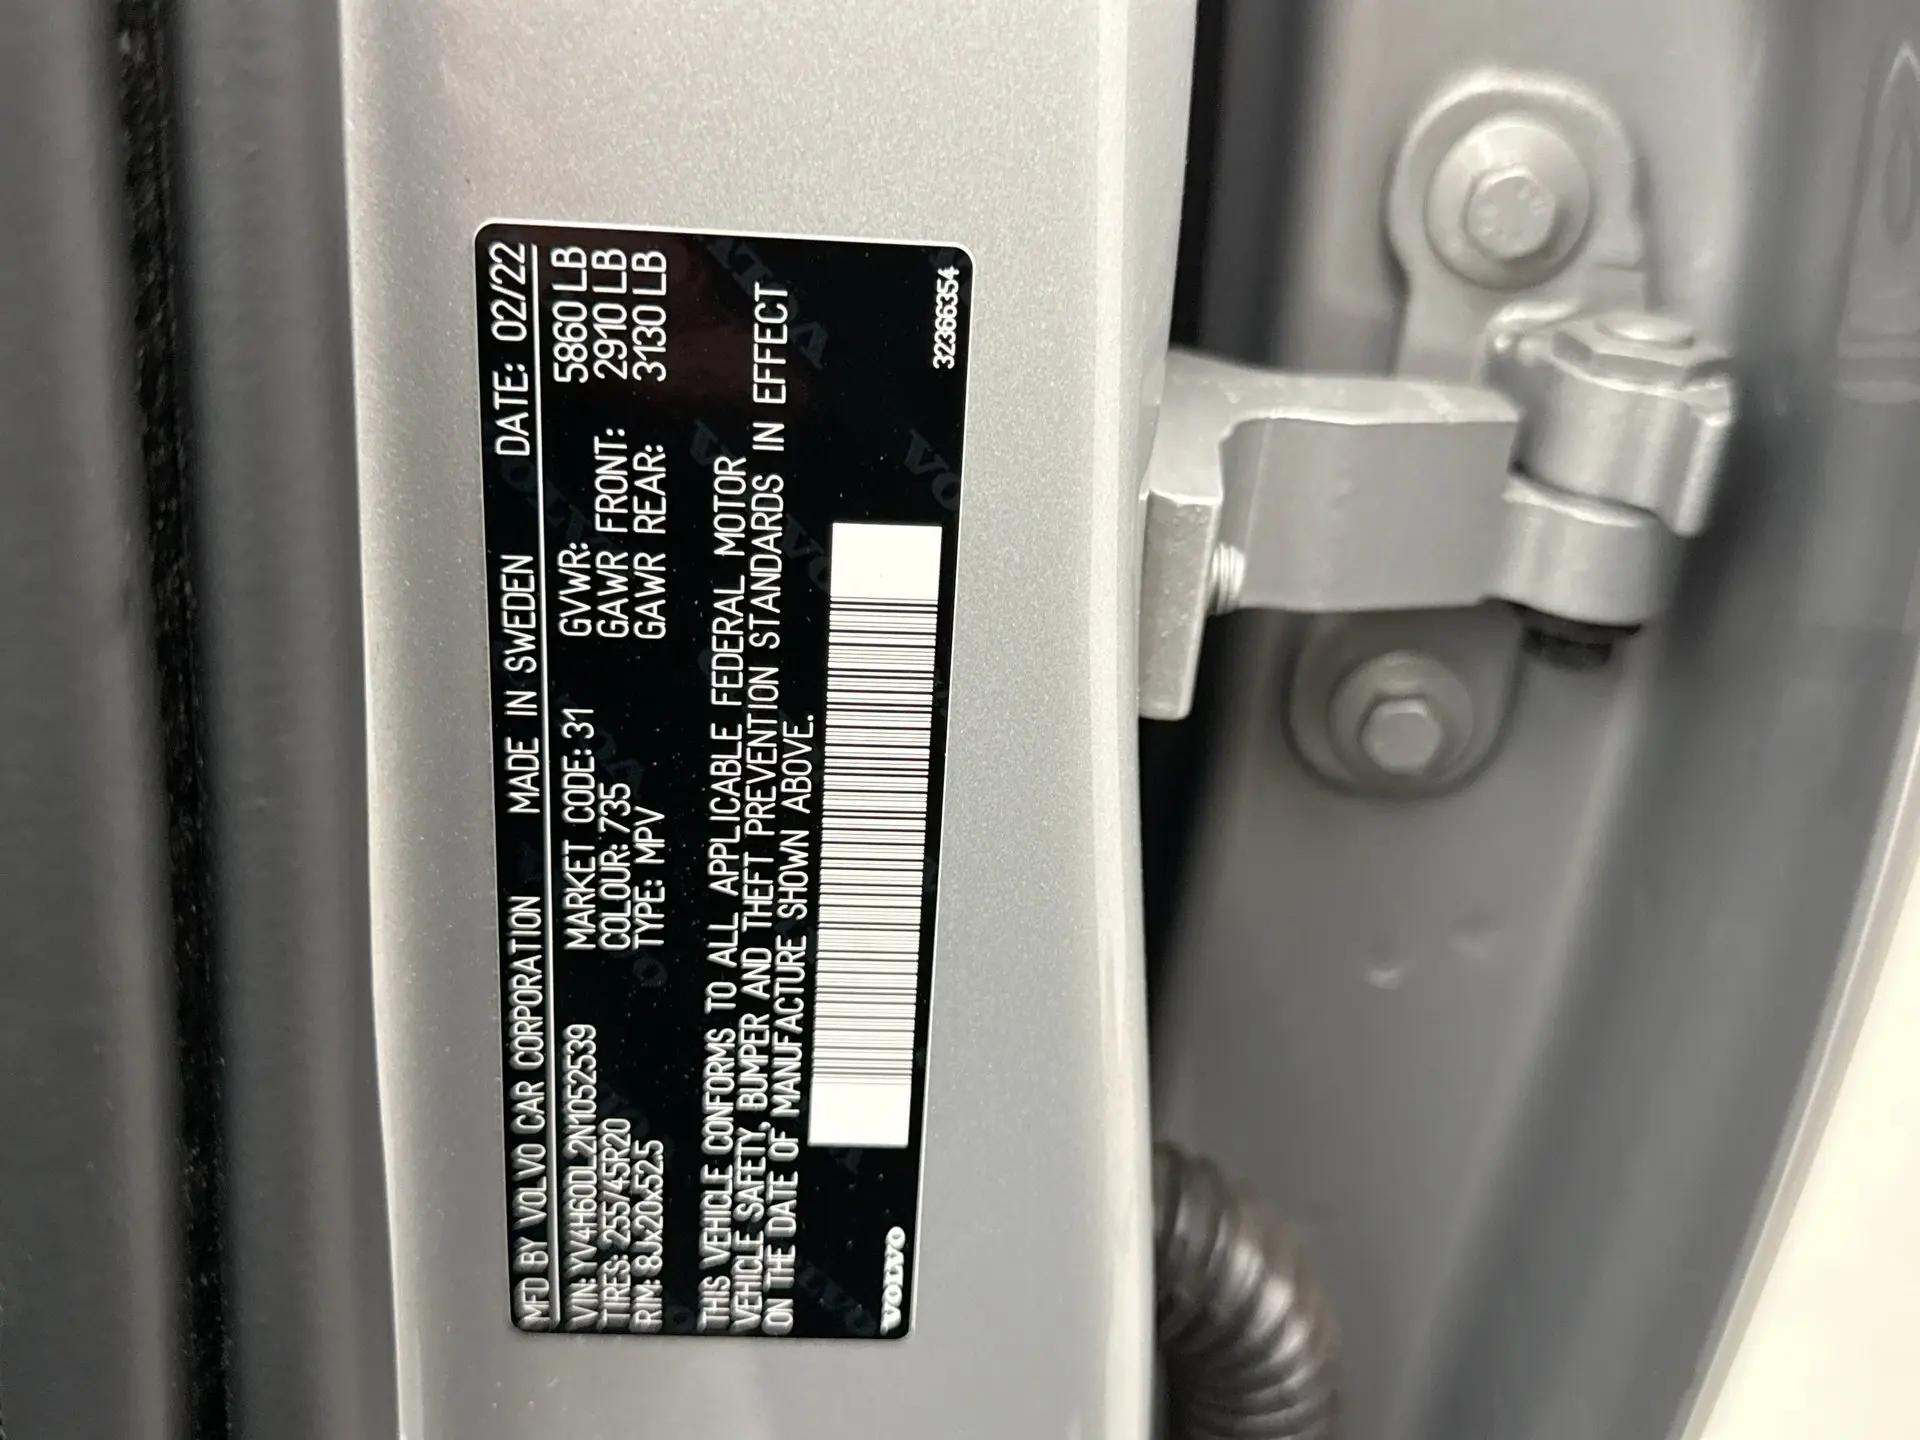 MFD BY VOLVO CAR CORPORATION MADE IN SWEDEN DATE: 02/22
VIN: YV4H60DL2N1052539 MARKET CODE: 31 GVWR: 5860 LB
TIRES: 255/45R20 COLOUR: 735 GAWR FRONT: 2910 LB
RIM: 8Jx20x52.5 TYPE: MPV GAWR REAR: 3130 LB
THIS VEHICLE CONFORMS TO ALL APPLICABLE FEDERAL MOTOR
VEHICLE SAFETY, BUMPER AND THEFT PREVENTION STANDARDS IN EFFECT
ON THE DATE OF MANUFACTURE SHOWN ABOVE.
VOLVO 32366354